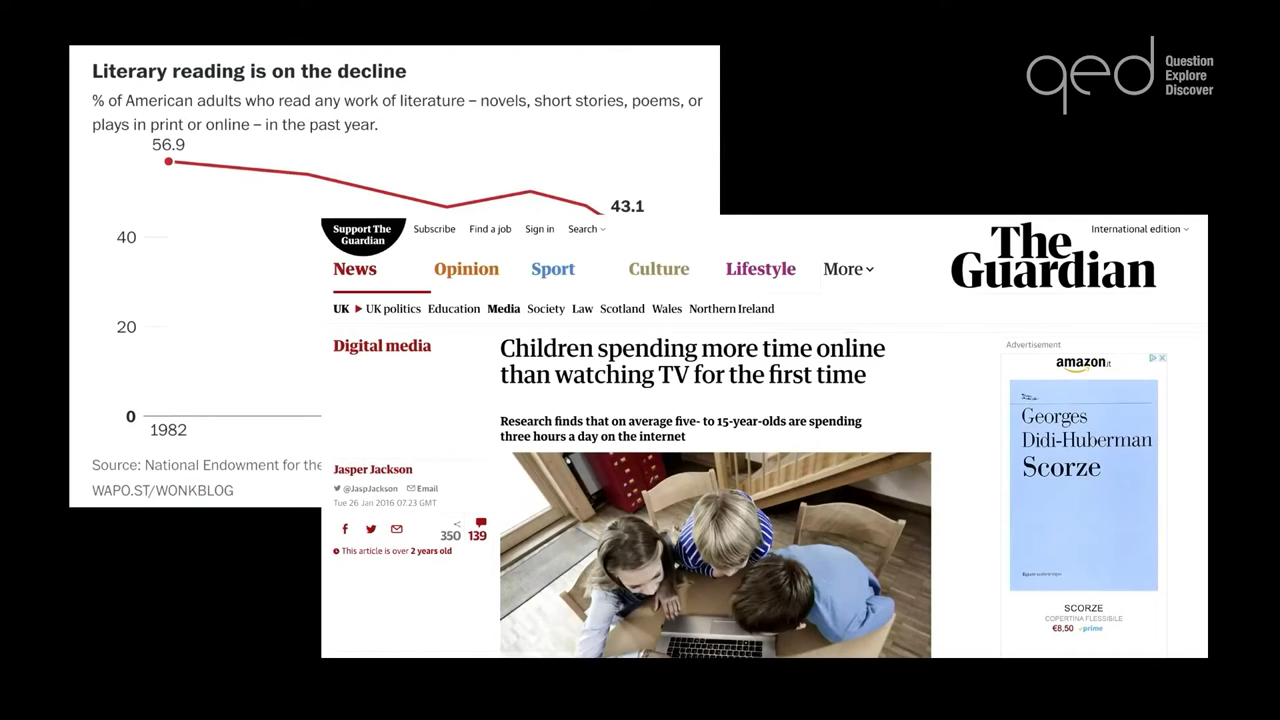 Literary reading is on the decline
% of American adults who read any work of literature – novels, short stories, poems, or
plays in print or online – in the past year.
56.9
43.1
40
20
0
1982
Source: National Endowment for the
WAPO.ST/WONKBLOG
qed
Question
Explore
Discover
Support The
Guardian
Subscribe
Find a job
Sign in
Search
International edition
The
Guardian
News
Opinion
Sport
Culture
Lifestyle
More
UK
UK politics
Education
Media
Society
Law
Scotland
Wales
Northern Ireland
Digital media
Children spending more time online
than watching TV for the first time
Research finds that on average five- to 15-year-olds are spending
three hours a day on the internet
Jasper Jackson
@JaspJackson
Email
Tue 26 Jan 2016 07.23 GMT
350
139
This article is over 2 years old
Advertisement
amazon.it
Georges
Didi-Huberman
Scorze
SCORZE
COPERTINA FLESSIBILE
€8,50
prime